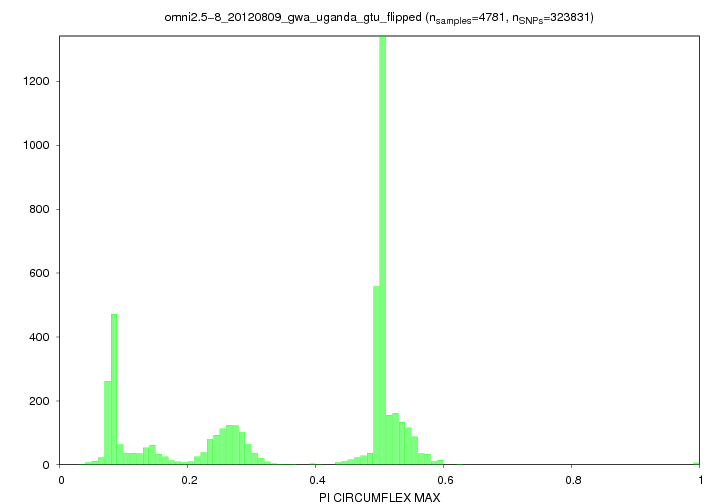 omni2.5−8_20120809_gwa_uganda_gtu_flipped (nsamples=4781, nSNPs=323831)
1200
1000
800
600
400
200
0
0 0.2 0.4 0.6 0.8 1
PI CIRCUMFLEX MAX